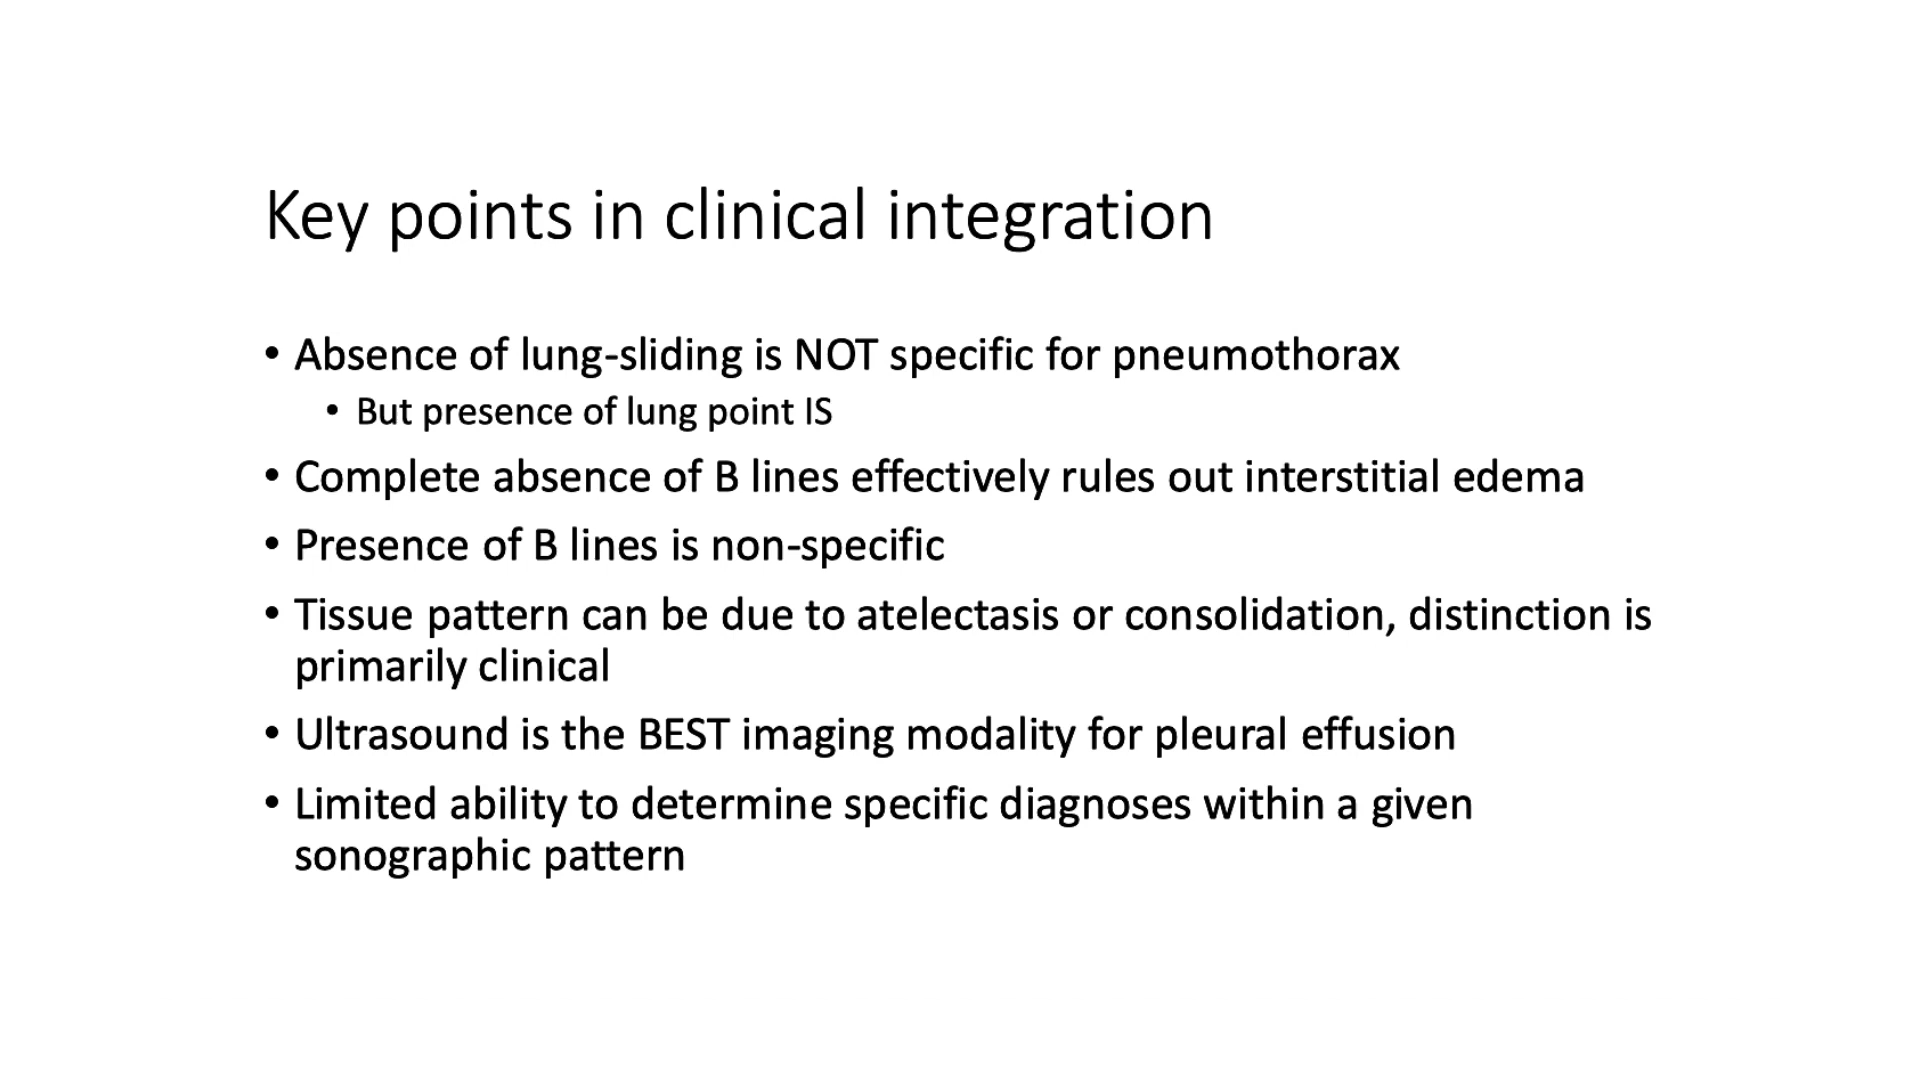 Key points in clinical integration
• Absence of lung-sliding is NOT specific for pneumothorax
• But presence of lung point IS
• Complete absence of B lines effectively rules out interstitial edema
• Presence of B lines is non-specific
• Tissue pattern can be due to atelectasis or consolidation, distinction is
primarily clinical
• Ultrasound is the BEST imaging modality for pleural effusion
• Limited ability to determine specific diagnoses within a given
sonographic pattern